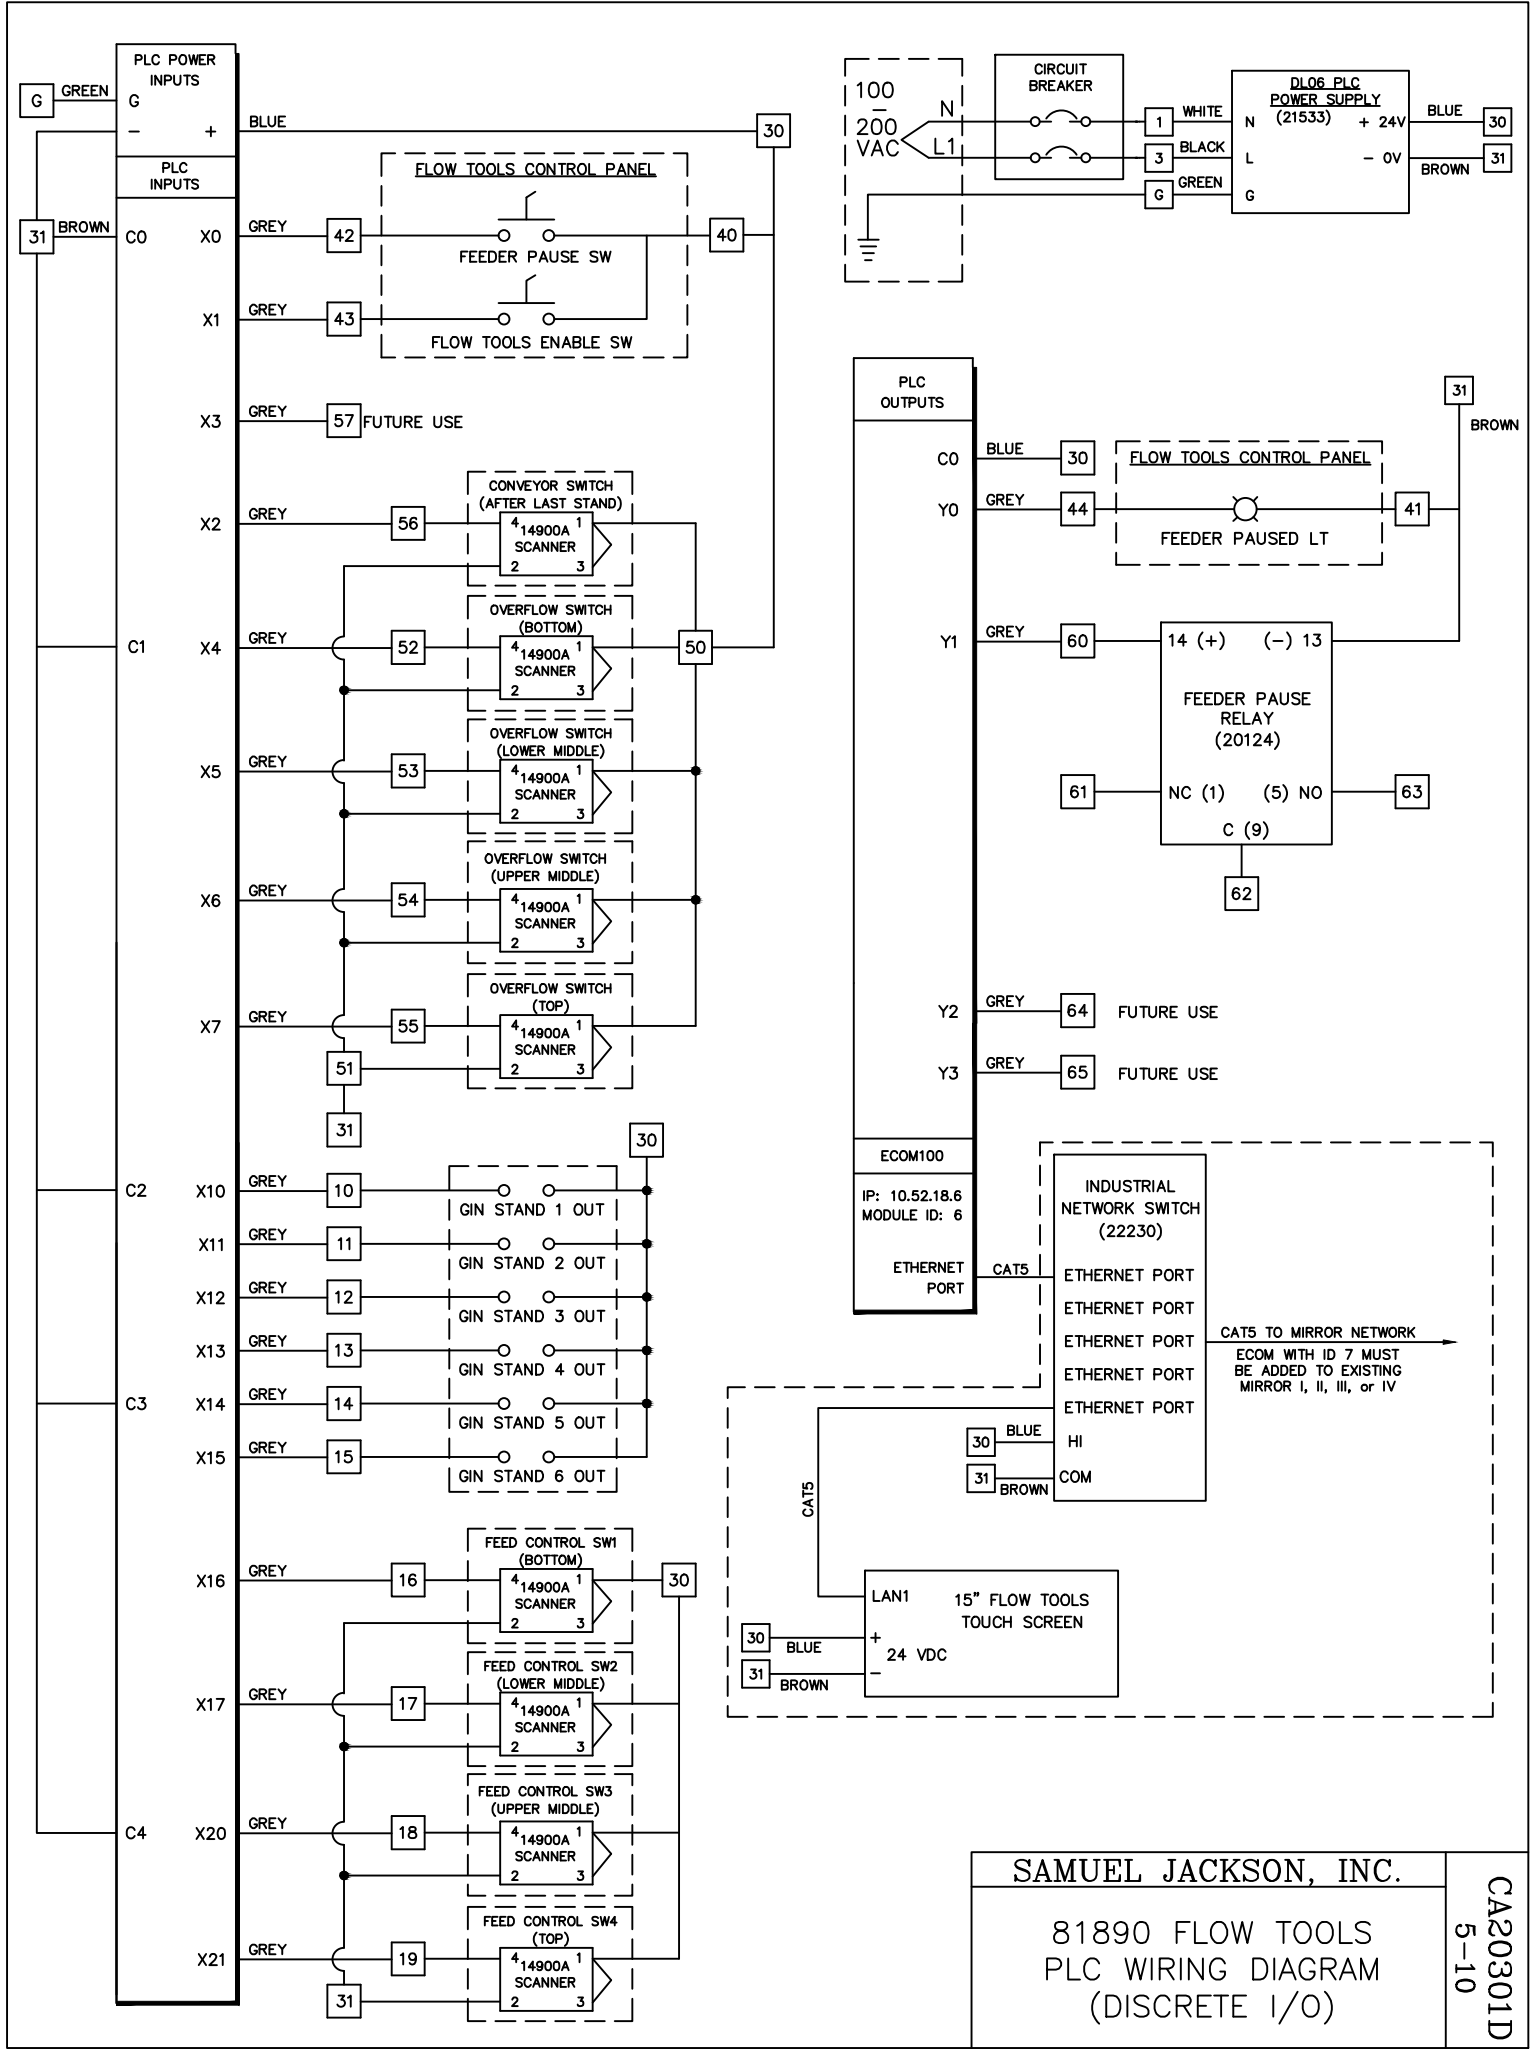 PLC POWER
INPUTS
G GREEN G
- + BLUE 30
PLC
INPUTS
31 BROWN C0
X0 GREY 42
FLOW TOOLS CONTROL PANEL
FEEDER PAUSE SW
40
X1 GREY 43
FLOW TOOLS ENABLE SW
X3 GREY 57 FUTURE USE
CONVEYOR SWITCH
(AFTER LAST STAND)
X2 GREY 56
4 14900A 1
SCANNER
2 3
OVERFLOW SWITCH
(BOTTOM)
C1 X4 GREY 52
4 14900A 1
SCANNER
2 3
50
OVERFLOW SWITCH
(LOWER MIDDLE)
X5 GREY 53
4 14900A 1
SCANNER
2 3
OVERFLOW SWITCH
(UPPER MIDDLE)
X6 GREY 54
4 14900A 1
SCANNER
2 3
OVERFLOW SWITCH
(TOP)
X7 GREY 55
4 14900A 1
SCANNER
2 3
51
31
30
C2 X10 GREY 10
GIN STAND 1 OUT
X11 GREY 11
GIN STAND 2 OUT
X12 GREY 12
GIN STAND 3 OUT
X13 GREY 13
GIN STAND 4 OUT
C3 X14 GREY 14
GIN STAND 5 OUT
X15 GREY 15
GIN STAND 6 OUT
FEED CONTROL SW1
(BOTTOM)
X16 GREY 16
4 14900A 1
SCANNER
2 3
30
FEED CONTROL SW2
(LOWER MIDDLE)
X17 GREY 17
4 14900A 1
SCANNER
2 3
FEED CONTROL SW3
(UPPER MIDDLE)
C4 X20 GREY 18
4 14900A 1
SCANNER
2 3
FEED CONTROL SW4
(TOP)
X21 GREY 19
4 14900A 1
SCANNER
2 3
31
100
-
200
VAC
N
L1
CIRCUIT
BREAKER
1 WHITE
3 BLACK
G GREEN
DL06 PLC
POWER SUPPLY
(21533)
N + 24V BLUE 30
L - 0V BROWN 31
G
PLC
OUTPUTS
31
BROWN
C0 BLUE 30
FLOW TOOLS CONTROL PANEL
Y0 GREY 44
41
FEEDER PAUSED LT
Y1 GREY 60
14 (+) (-) 13
FEEDER PAUSE
RELAY
(20124)
61 NC (1) (5) NO 63
C (9)
62
Y2 GREY 64 FUTURE USE
Y3 GREY 65 FUTURE USE
ECOM100
IP: 10.52.18.6
MODULE ID: 6
ETHERNET
PORT
CAT5
INDUSTRIAL
NETWORK SWITCH
(22230)
ETHERNET PORT
ETHERNET PORT
ETHERNET PORT
ETHERNET PORT
ETHERNET PORT
CAT5 TO MIRROR NETWORK
ECOM WITH ID 7 MUST
BE ADDED TO EXISTING
MIRROR I, II, III, or IV
30 BLUE HI
31 BROWN COM
CAT5
LAN1
15" FLOW TOOLS
TOUCH SCREEN
30 BLUE +
24 VDC
31 BROWN -
SAMUEL JACKSON, INC.
81890 FLOW TOOLS
PLC WIRING DIAGRAM
(DISCRETE I/O)
CA20301D
5-10